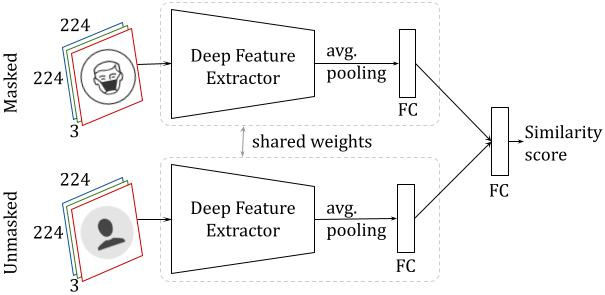 Masked
224
224
3
Deep Feature
Extractor
avg.
pooling
FC
shared weights
FC
Similarity
score
Unmasked
224
224
3
Deep Feature
Extractor
avg.
pooling
FC